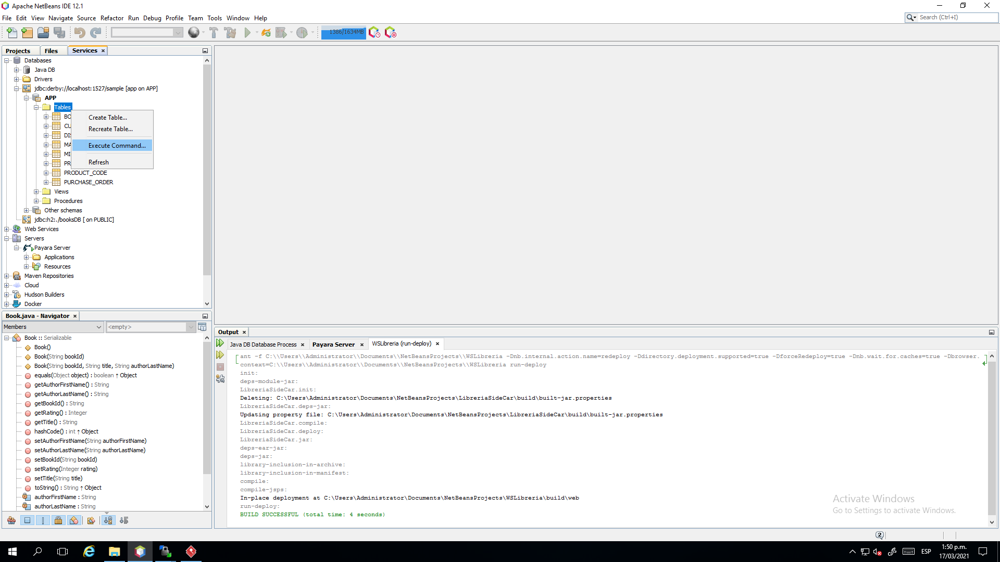 Apache NetBeans IDE 12.1
File Edit View Navigate Source Refactor Run Debug Profile Team Tools Window Help
Search (Ctrl+I)
1386/1634MB
Projects Files Services
Databases
Java DB
Drivers
jdbc:derby://localhost:1527/sample [app on APP]
APP
Tables
BO
CU
DIS
MA
MI
PR
PRODUCT_CODE
PURCHASE_ORDER
Views
Procedures
Other schemas
jdbc:h2:./booksDB [ on PUBLIC]
Web Services
Servers
Payara Server
Applications
Resources
Maven Repositories
Cloud
Hudson Builders
Docker
Create Table...
Recreate Table...
Execute Command...
Refresh
Book.java - Navigator
Members <empty>
Book :: Serializable
Book()
Book(String bookId)
Book(String bookId, String title, String authorLastName)
equals(Object object) : boolean ↑ Object
getAuthorFirstName() : String
getAuthorLastName() : String
getBookId() : String
getRating() : Integer
getTitle() : String
hashCode() : int ↑ Object
setAuthorFirstName(String authorFirstName)
setAuthorLastName(String authorLastName)
setBookId(String bookId)
setRating(Integer rating)
setTitle(String title)
toString() : String ↑ Object
authorFirstName : String
authorLastName : String
Output
Java DB Database Process Payara Server WSLibreria (run-deploy)
ant -f C:\\Users\\Administrator\\Documents\\NetBeansProjects\\WSLibreria -Dnb.internal.action.name=redeploy -Ddirectory.deployment.supported=true -DforceRedeploy=true -Dnb.wait.for.caches=true -Dbrowser.
context=C:\\Users\\Administrator\\Documents\\NetBeansProjects\\WSLibreria run-deploy
init:
deps-module-jar:
LibreriaSideCar.init:
Deleting: C:\Users\Administrator\Documents\NetBeansProjects\LibreriaSideCar\build\built-jar.properties
LibreriaSideCar.deps-jar:
Updating property file: C:\Users\Administrator\Documents\NetBeansProjects\LibreriaSideCar\build\built-jar.properties
LibreriaSideCar.compile:
LibreriaSideCar.deploy:
LibreriaSideCar.jar:
deps-ear-jar:
deps-jar:
library-inclusion-in-archive:
library-inclusion-in-manifest:
compile:
compile-jsps:
In-place deployment at C:\Users\Administrator\Documents\NetBeansProjects\WSLibreria\build\web
run-deploy:
BUILD SUCCESSFUL (total time: 4 seconds)
Activate Windows
Go to Settings to activate Windows.
2
ESP
1:50 p.m.
17/03/2021